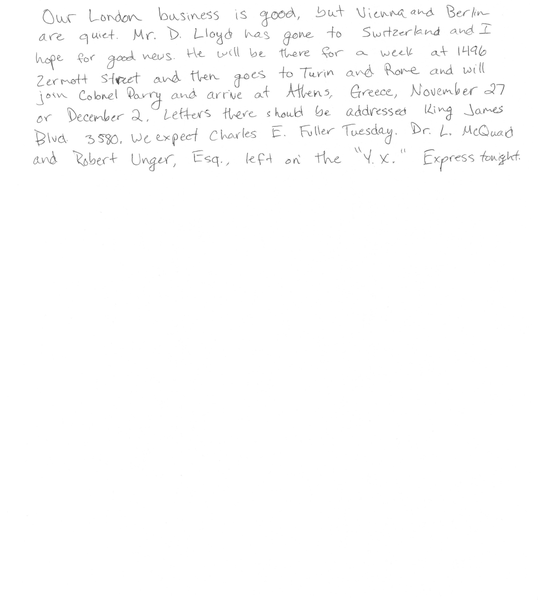 Our London business is good, but Vienna and Berlin
are quiet. Mr. D. Lloyd has gone to Switzerland and I
hope for good news. He will be there for a week at 1496
Zermott Street and then goes to Turin and Rome and will
join Colonel Parry and arrive at Athens, Greece, November 27
or December 2. Letters there should be addressed King James
Blvd 3580. We expect Charles E. Fuller Tuesday. Dr. L. McQuaid
and Robert Unger, Esq., left on the "Y.X." Express tonight.